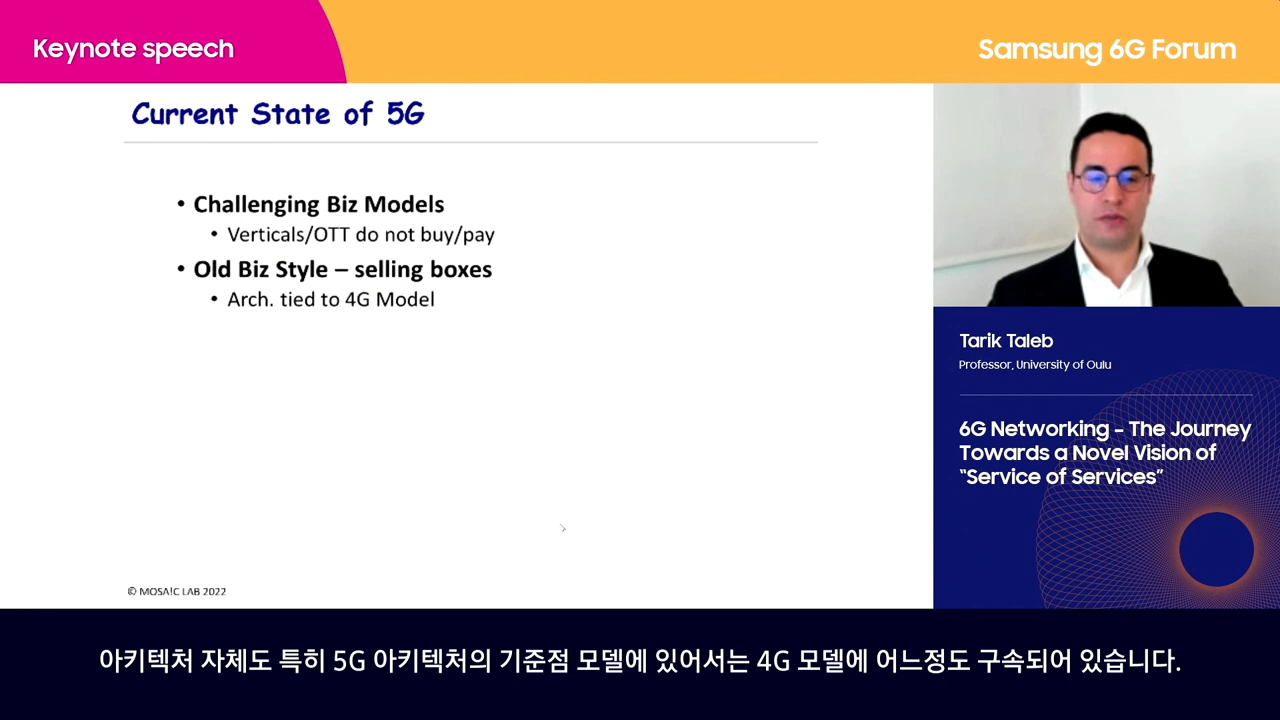 Keynote speech
Samsung 6G Forum
Current State of 5G
• Challenging Biz Models
• Verticals/OTT do not buy/pay
• Old Biz Style – selling boxes
• Arch. tied to 4G Model
© MOSA!C LAB 2022
Tarik Taleb
Professor, University of Oulu
6G Networking – The Journey
Towards a Novel Vision of
“Service of Services”
아키텍처 자체도 특히 5G 아키텍처의 기준점 모델에 있어서는 4G 모델에 어느정도 구속되어 있습니다.